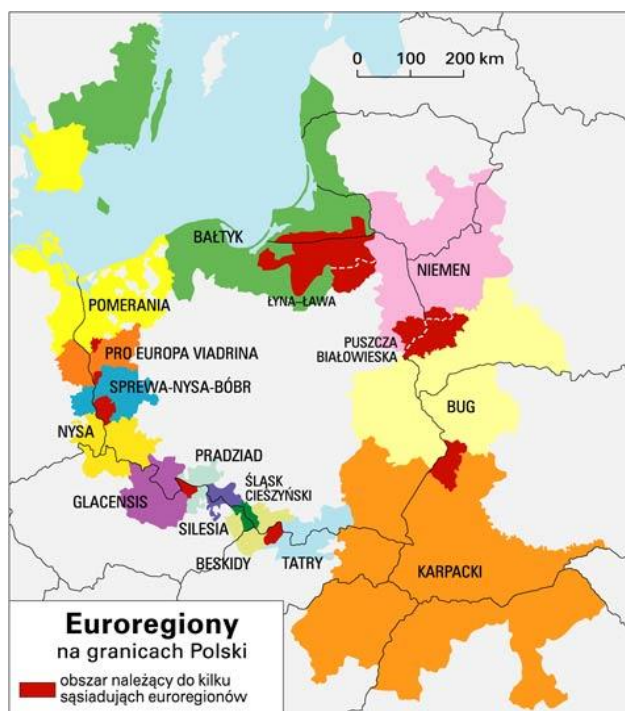 0 100 200 km
BAŁTYK
ŁYNA–ŁAWA
NIEMEN
POMERANIA
PUSZCZA
BIAŁOWIESKA
PRO EUROPA VIADRINA
SPREWA-NYSA-BÓBR
BUG
NYSA
PRADZIAD
ŚLĄSK
CIESZYŃSKI
GLACENSIS
SILESIA
BESKIDY
TATRY
KARPACKI
Euroregiony
na granicach Polski
obszar należący do kilku
sąsiadujących euroregionów